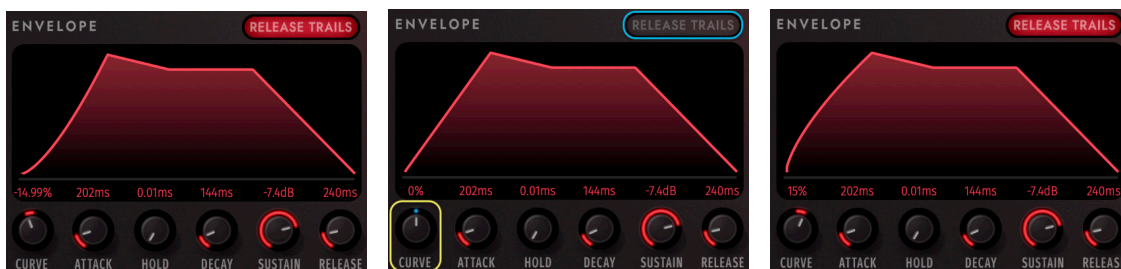 ENVELOPE RELEASE TRAILS
-14.99% 202ms 0.01ms 144ms -7.4dB 240ms
CURVE ATTACK HOLD DECAY SUSTAIN RELEASE
ENVELOPE RELEASE TRAILS
0% 202ms 0.01ms 144ms -7.4dB 240ms
CURVE ATTACK HOLD DECAY SUSTAIN RELEASE
ENVELOPE RELEASE TRAILS
15% 202ms 0.01ms 144ms -7.4dB 240ms
CURVE ATTACK HOLD DECAY SUSTAIN RELEASE